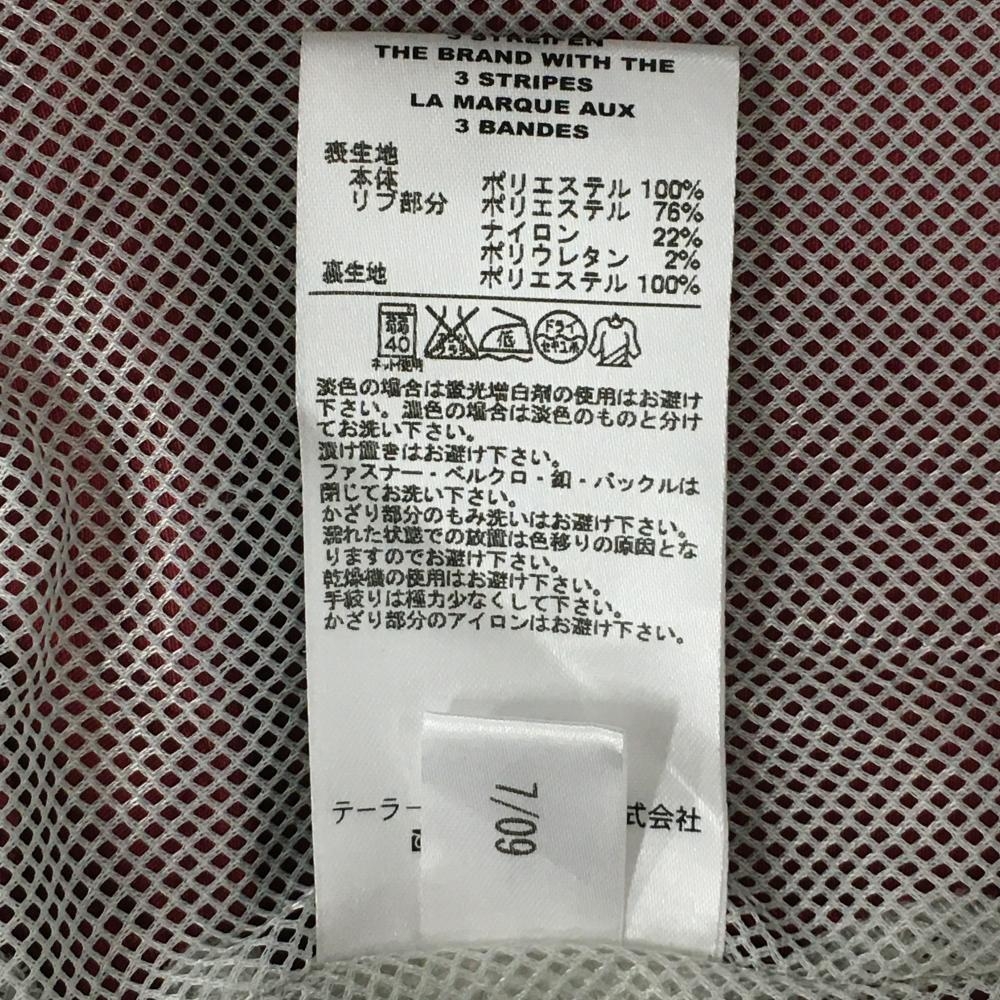 3 STREIFEN
THE BRAND WITH THE
3 STRIPES
LA MARQUE AUX
3 BANDES
表生地
本体 ポリエステル 100%
リブ部分 ポリエステル 76%
ナイロン 22%
ポリウレタン 2%
裏生地 ポリエステル 100%
40
ネット使用
低
ドライ
セキユ系
淡色の場合は蛍光増白剤の使用はお避け
下さい。濃色の場合は淡色のものと分け
てお洗い下さい。
漬け置きはお避け下さい。
ファスナー・ベルクロ・釦・バックルは
閉じてお洗い下さい。
かざり部分のもみ洗いはお避け下さい。
濡れた状態での放置は色移りの原因とな
りますのでお避け下さい。
乾燥機の使用はお避け下さい。
手絞りは極力少なくして下さい。
かざり部分のアイロンはお避け下さい。
テーラー 式会社
7/09